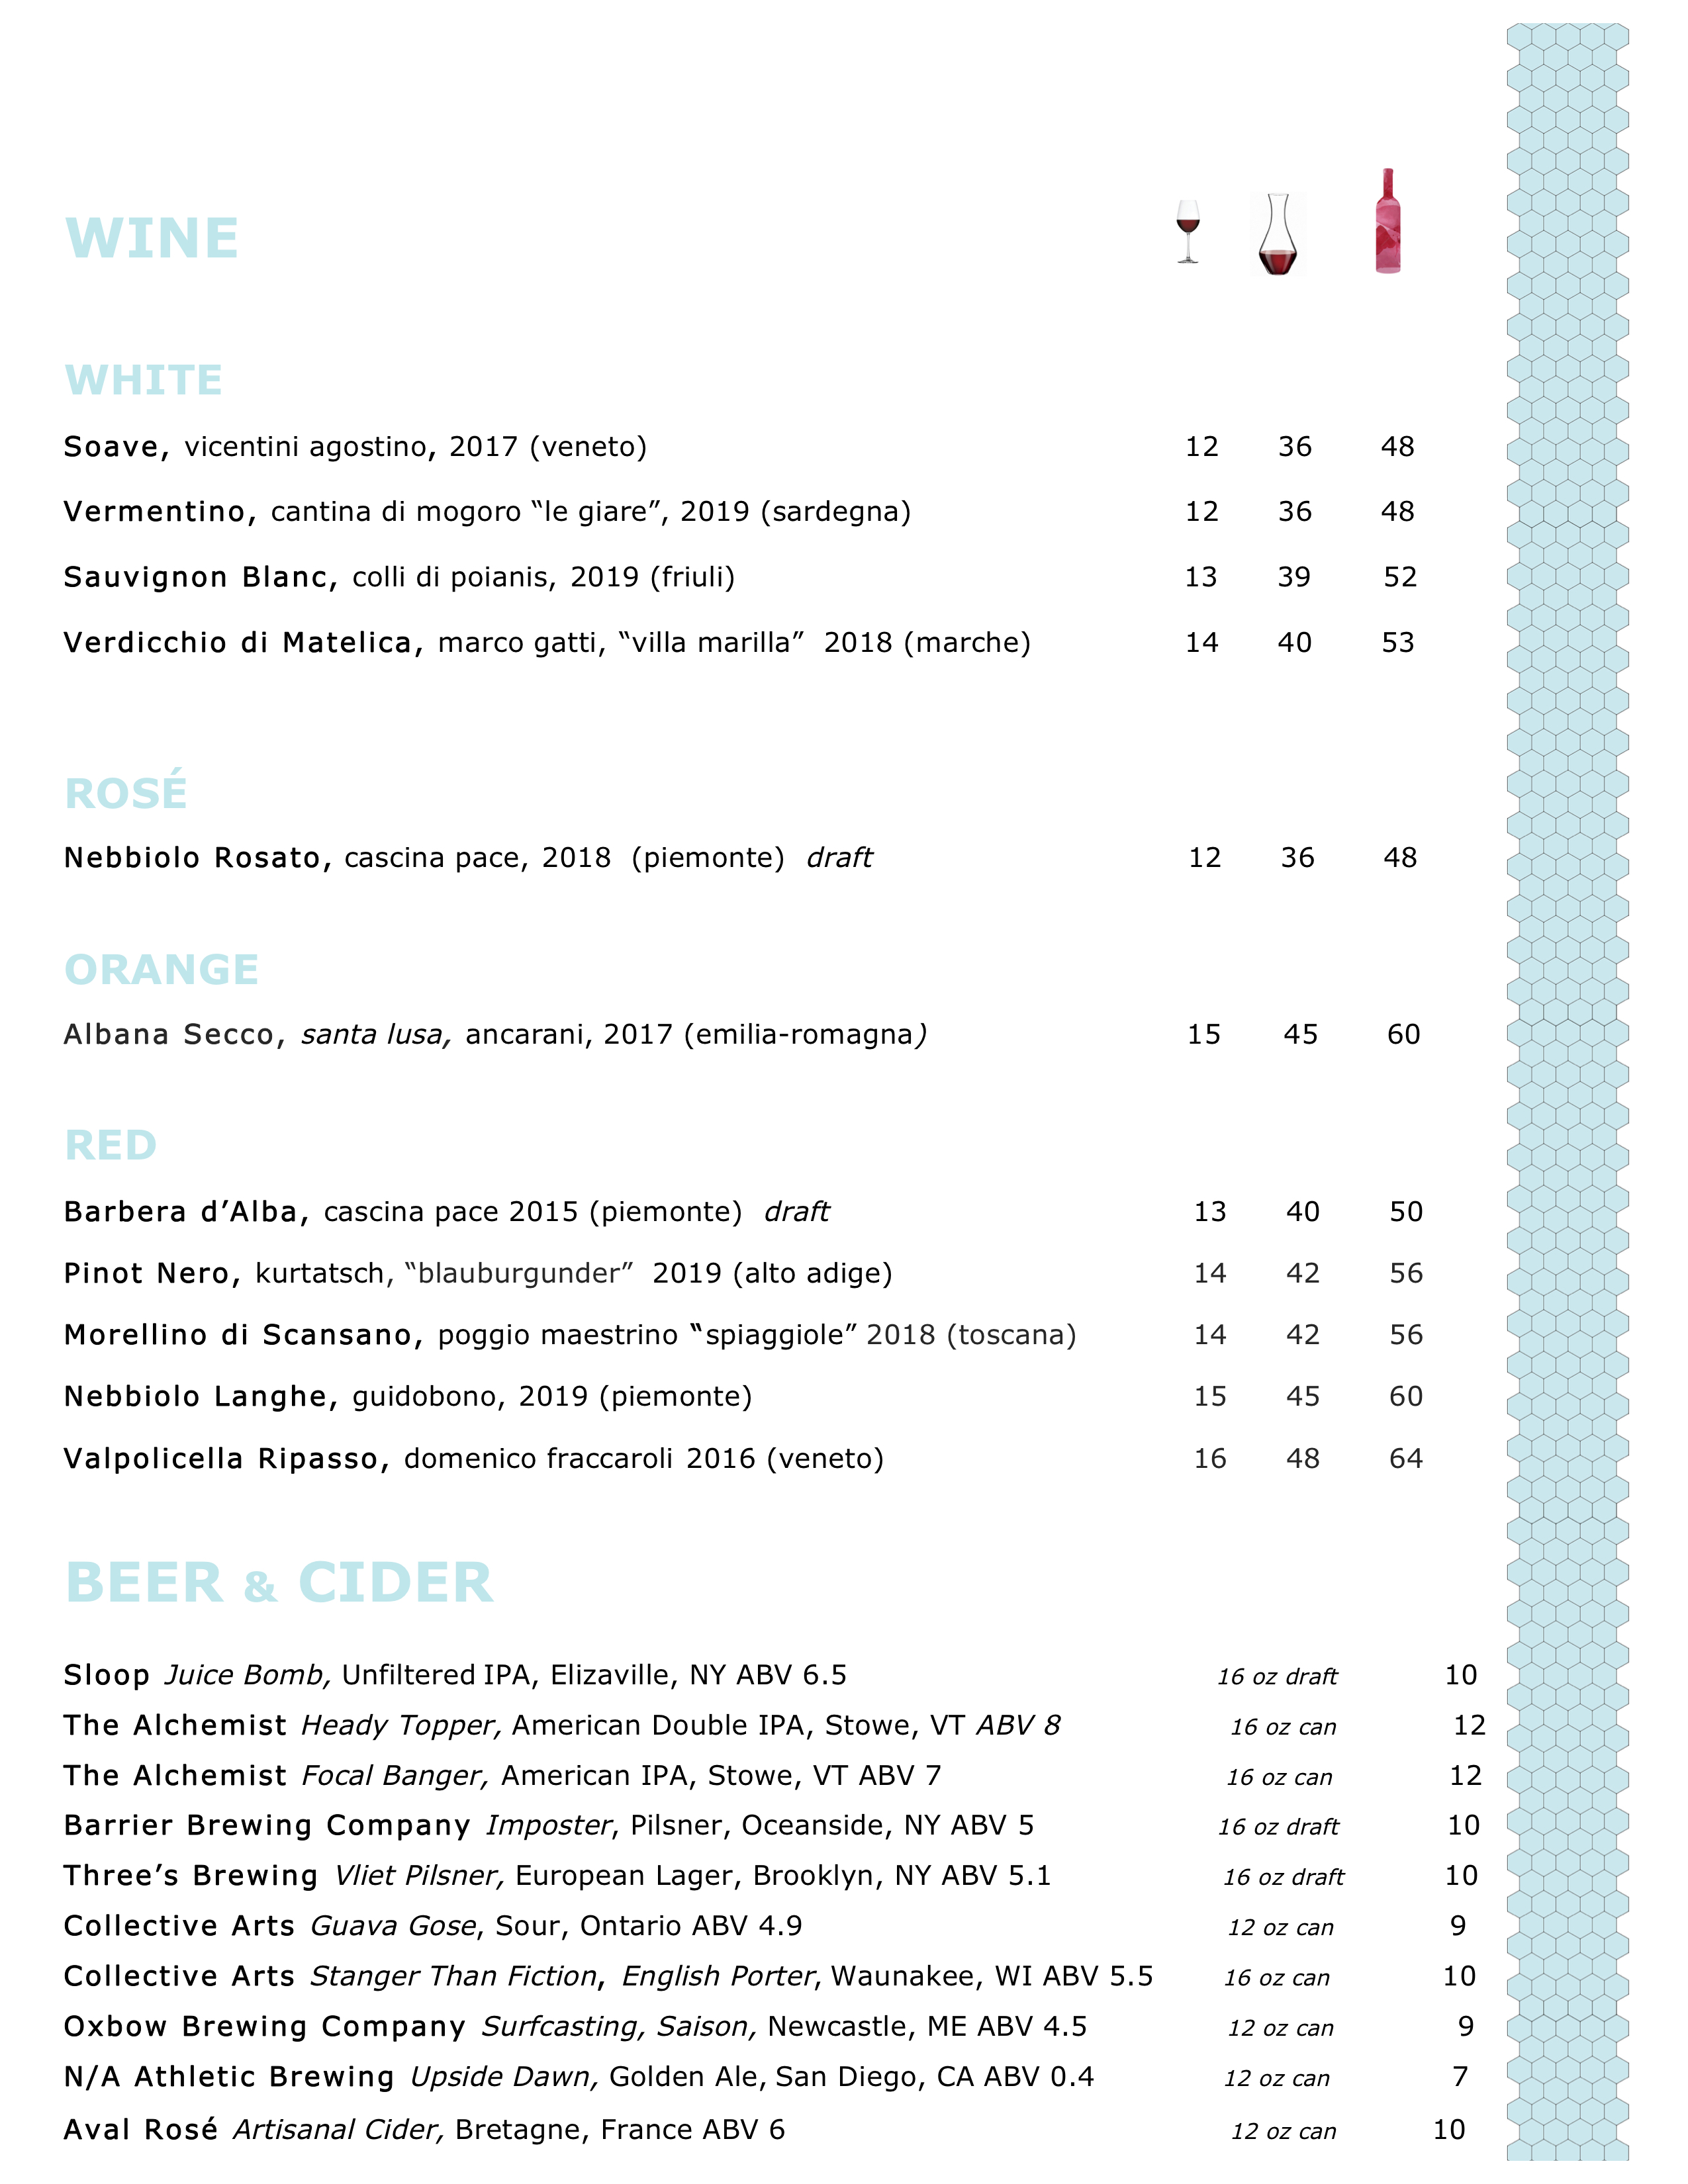 WINE
WHITE
Soave, vicentini agostino, 2017 (veneto) 12 36 48
Vermentino, cantina di mogoro “le giare”, 2019 (sardegna) 12 36 48
Sauvignon Blanc, colli di poianis, 2019 (friuli) 13 39 52
Verdicchio di Matelica, marco gatti, “villa marilla” 2018 (marche) 14 40 53
ROSÉ
Nebbiolo Rosato, cascina pace, 2018 (piemonte) draft 12 36 48
ORANGE
Albana Secco, santa lusa, ancarani, 2017 (emilia-romagna) 15 45 60
RED
Barbera d’Alba, cascina pace 2015 (piemonte) draft 13 40 50
Pinot Nero, kurtatsch, “blauburgunder” 2019 (alto adige) 14 42 56
Morellino di Scansano, poggio maestrino “spiaggiole” 2018 (toscana) 14 42 56
Nebbiolo Langhe, guidobono, 2019 (piemonte) 15 45 60
Valpolicella Ripasso, domenico fraccaroli 2016 (veneto) 16 48 64
BEER & CIDER
Sloop Juice Bomb, Unfiltered IPA, Elizaville, NY ABV 6.5 16 oz draft 10
The Alchemist Heady Topper, American Double IPA, Stowe, VT ABV 8 16 oz can 12
The Alchemist Focal Banger, American IPA, Stowe, VT ABV 7 16 oz can 12
Barrier Brewing Company Imposter, Pilsner, Oceanside, NY ABV 5 16 oz draft 10
Three’s Brewing Vliet Pilsner, European Lager, Brooklyn, NY ABV 5.1 16 oz draft 10
Collective Arts Guava Gose, Sour, Ontario ABV 4.9 12 oz can 9
Collective Arts Stanger Than Fiction, English Porter, Waunakee, WI ABV 5.5 16 oz can 10
Oxbow Brewing Company Surfcasting, Saison, Newcastle, ME ABV 4.5 12 oz can 9
N/A Athletic Brewing Upside Dawn, Golden Ale, San Diego, CA ABV 0.4 12 oz can 7
Aval Rosé Artisanal Cider, Bretagne, France ABV 6 12 oz can 10